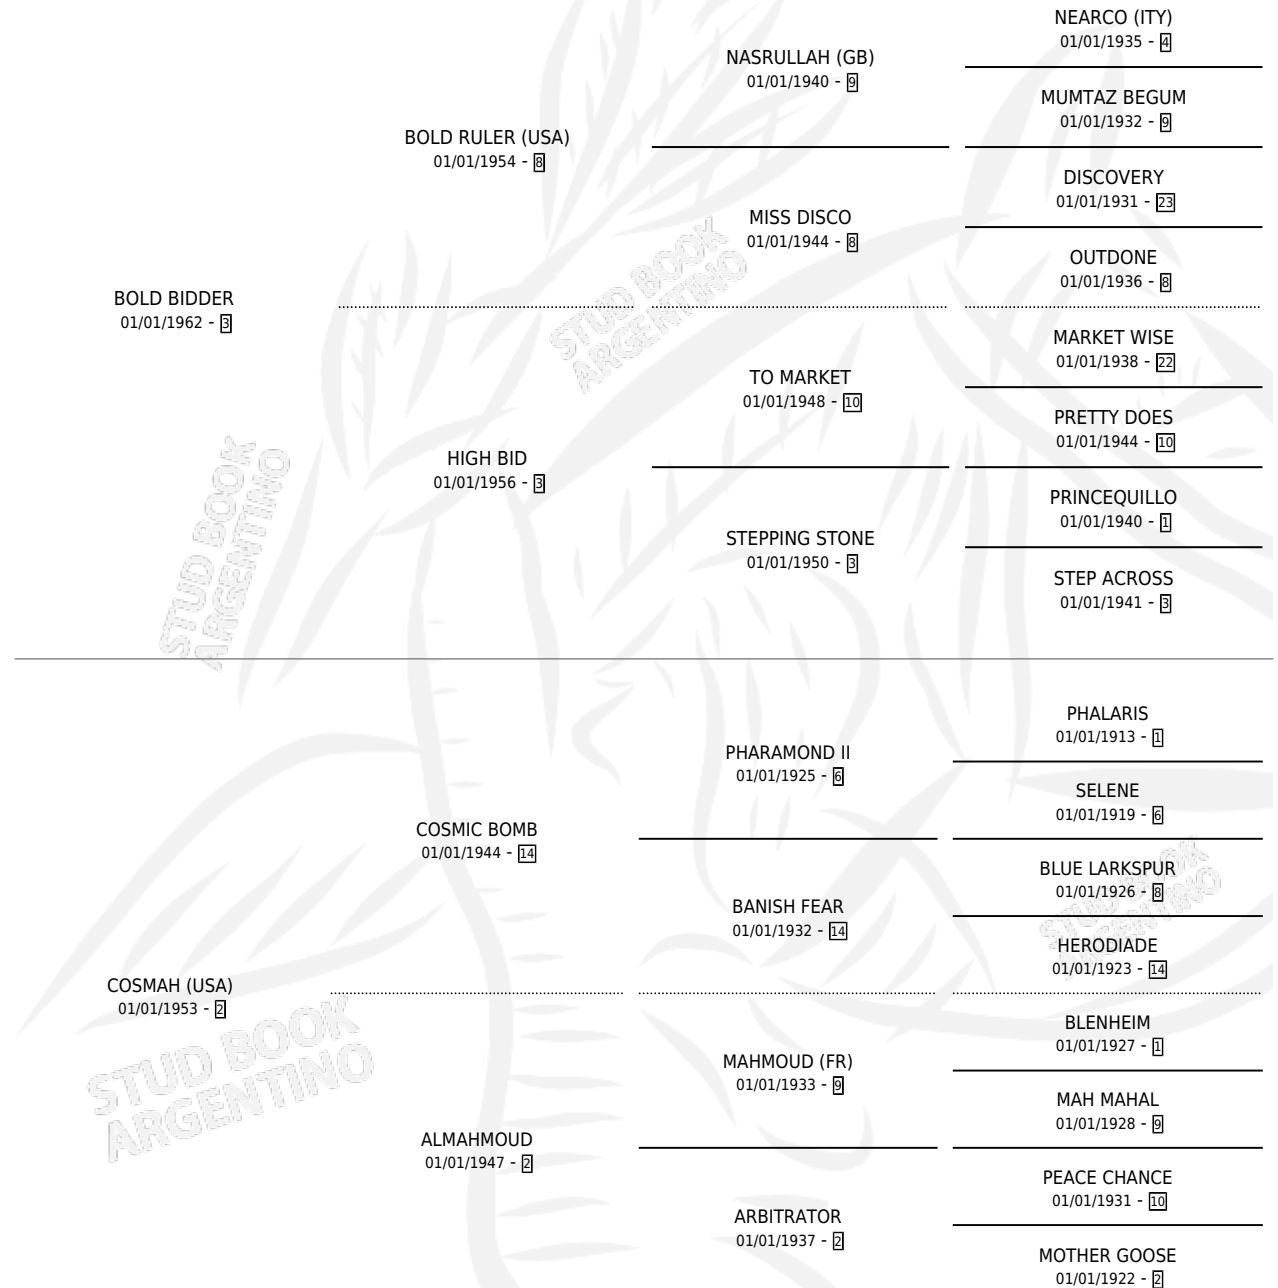 NEARCO (ITY)
01/01/1935 - 4
NASRULLAH (GB)
01/01/1940 - 9
MUMTAZ BEGUM
01/01/1932 - 9
BOLD RULER (USA)
01/01/1954 - 8
DISCOVERY
01/01/1931 - 23
MISS DISCO
01/01/1944 - 8
OUTDONE
01/01/1936 - 8
BOLD BIDDER
01/01/1962 - 3
MARKET WISE
01/01/1938 - 22
TO MARKET
01/01/1948 - 10
PRETTY DOES
01/01/1944 - 10
HIGH BID
01/01/1956 - 3
PRINCEQUILLO
01/01/1940 - 1
STEPPING STONE
01/01/1950 - 3
STEP ACROSS
01/01/1941 - 3
PHALARIS
01/01/1913 - 1
PHARAMOND II
01/01/1925 - 6
SELENE
01/01/1919 - 6
COSMIC BOMB
01/01/1944 - 14
BLUE LARKSPUR
01/01/1926 - 8
BANISH FEAR
01/01/1932 - 14
HERODIADE
01/01/1923 - 14
COSMAH (USA)
01/01/1953 - 2
BLENHEIM
01/01/1927 - 1
MAHMOUD (FR)
01/01/1933 - 9
MAH MAHAL
01/01/1928 - 9
ALMAHMOUD
01/01/1947 - 2
PEACE CHANCE
01/01/1931 - 10
ARBITRATOR
01/01/1937 - 2
MOTHER GOOSE
01/01/1922 - 2
STUD BOOK
ARGENTINO
STUD BOOK
ARGENTINO
STUD BOOK
ARGENTINO
STUD BOOK
ARGENTINO